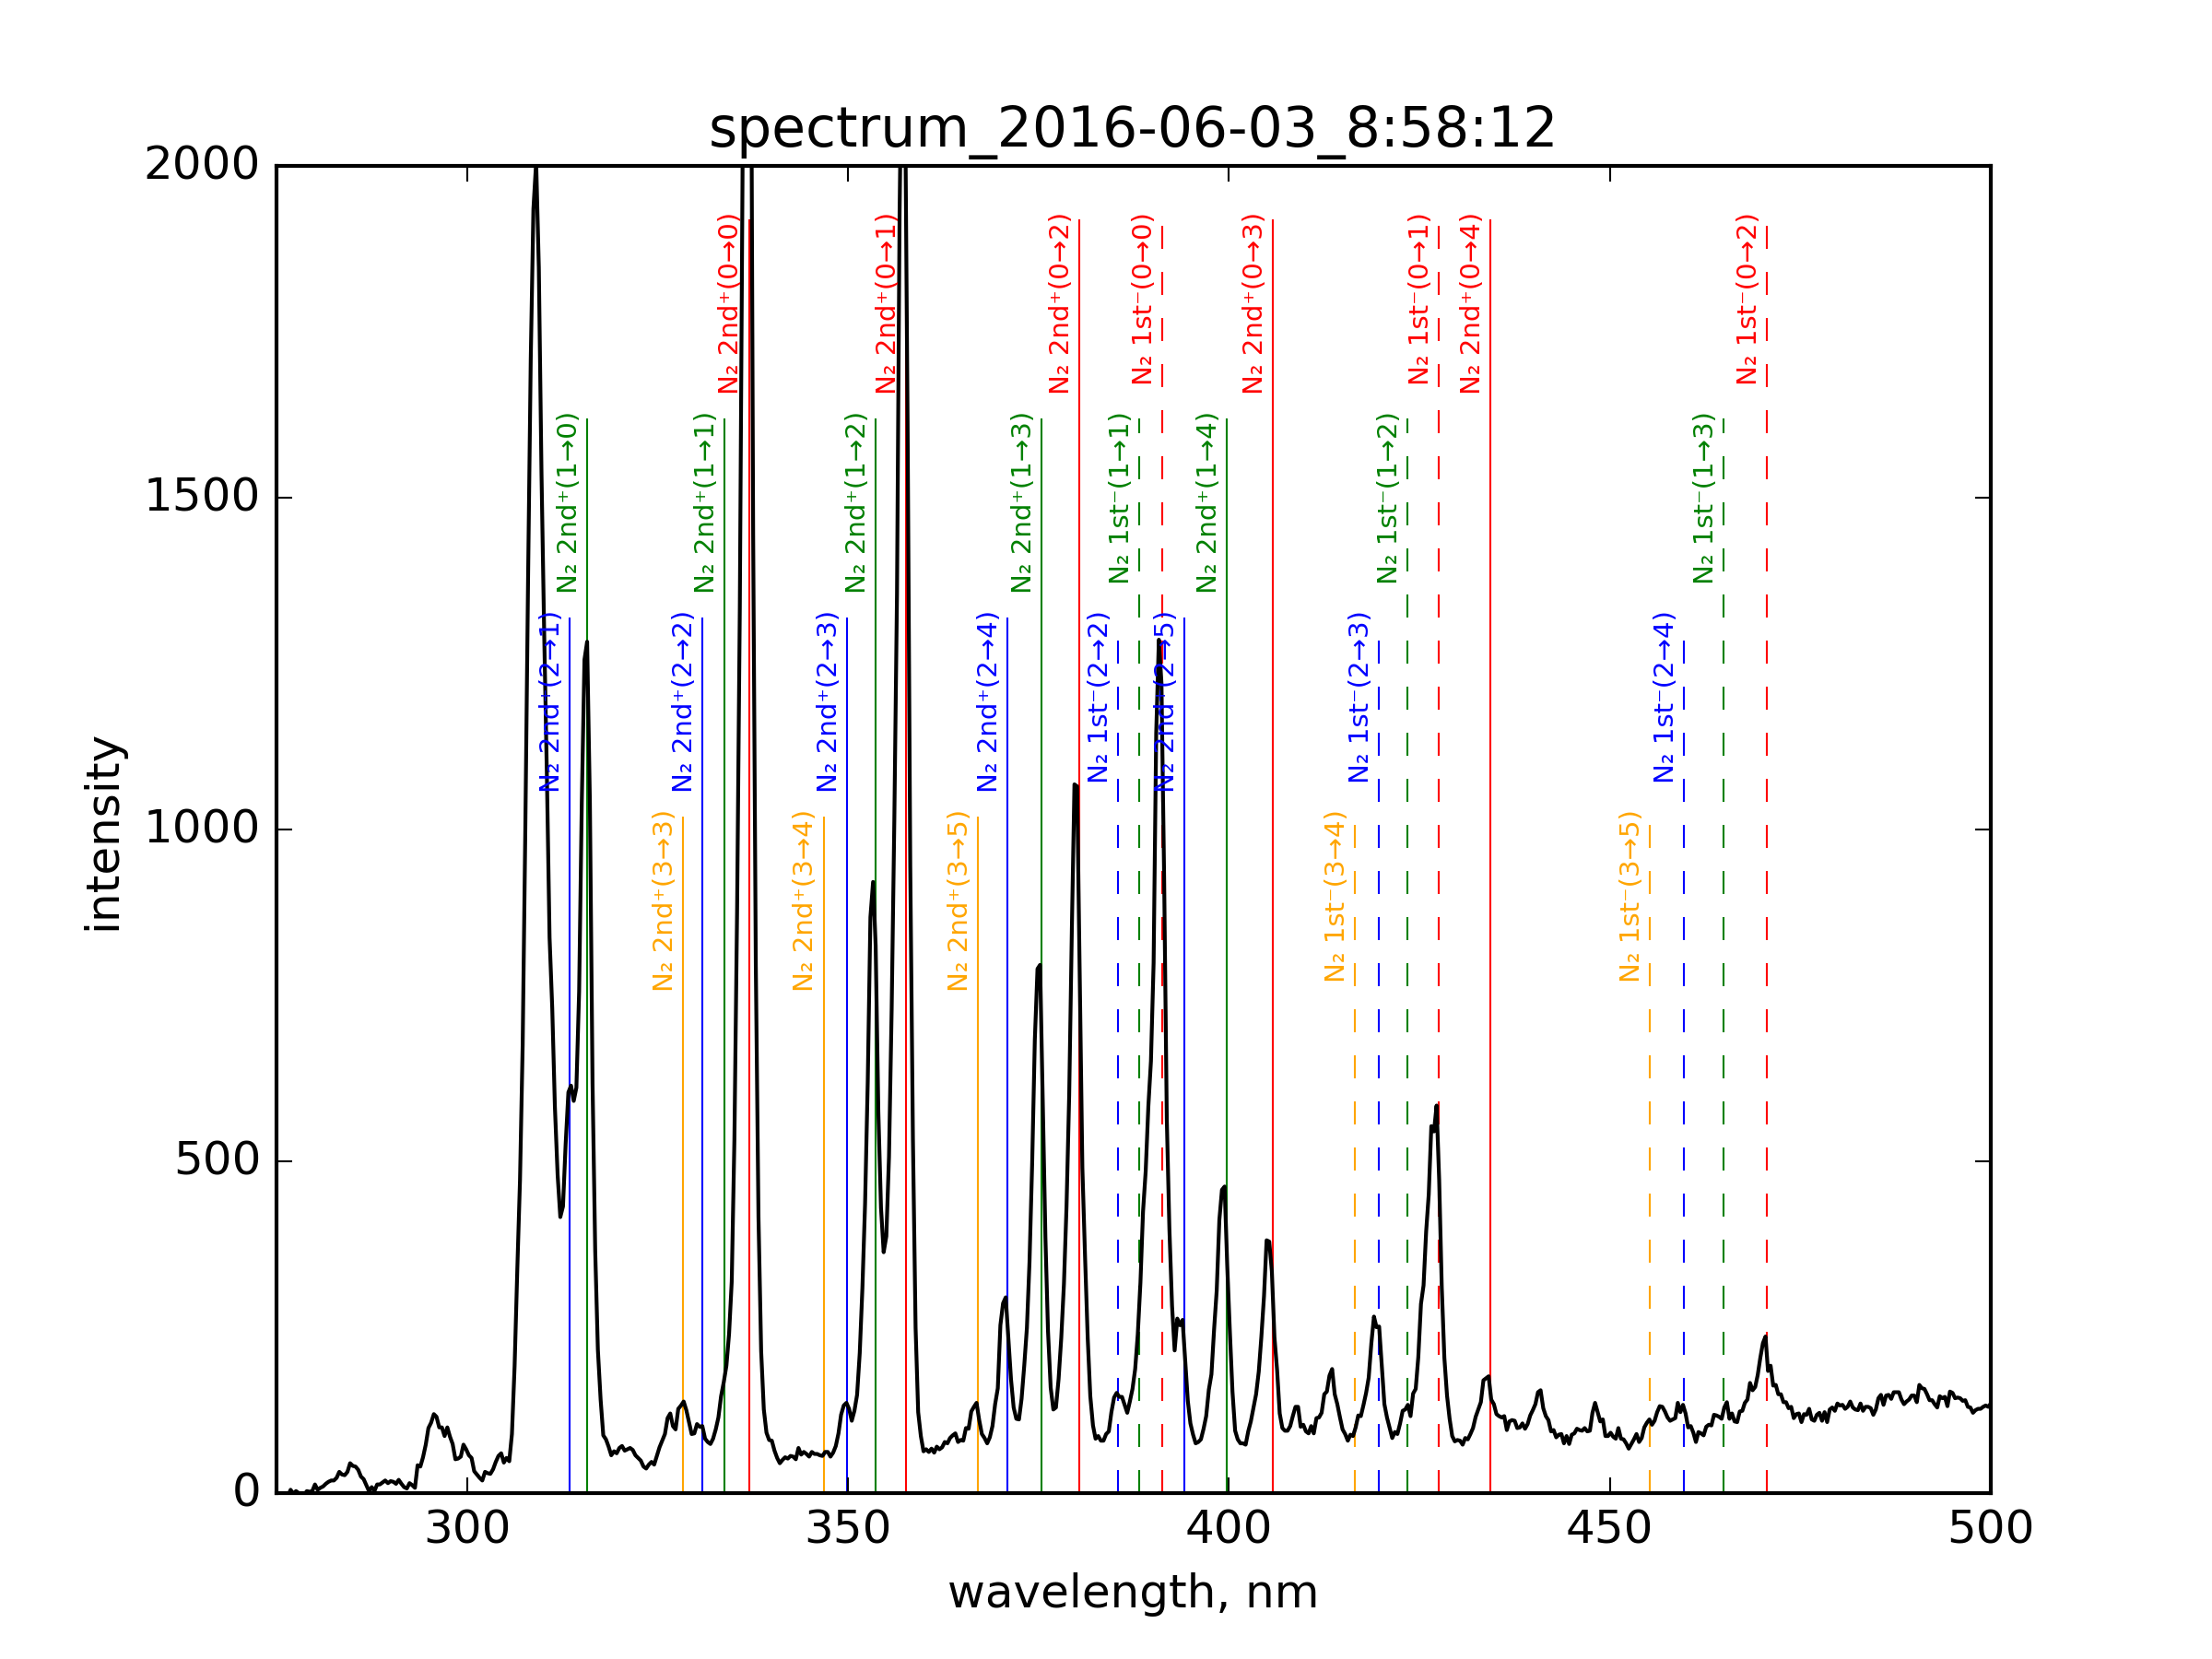 spectrum_2016-06-03_8:58:12
2000
1500
1000
500
0
intensity
N₂ 2nd⁺(0→0)
N₂ 2nd⁺(0→1)
N₂ 2nd⁺(0→2)
N₂ 1st⁻(0→0)
N₂ 2nd⁺(0→3)
N₂ 1st⁻(0→1)
N₂ 2nd⁺(0→4)
N₂ 1st⁻(0→2)
N₂ 2nd⁺(1→0)
N₂ 2nd⁺(1→1)
N₂ 2nd⁺(1→2)
N₂ 2nd⁺(1→3)
N₂ 1st⁻(1→1)
N₂ 2nd⁺(1→4)
N₂ 1st⁻(1→2)
N₂ 1st⁻(1→3)
N₂ 2nd⁺(2→1)
N₂ 2nd⁺(2→2)
N₂ 2nd⁺(2→3)
N₂ 2nd⁺(2→4)
N₂ 1st⁻(2→2)
N₂ 2nd⁺(2→5)
N₂ 1st⁻(2→3)
N₂ 1st⁻(2→4)
N₂ 2nd⁺(3→3)
N₂ 2nd⁺(3→4)
N₂ 2nd⁺(3→5)
N₂ 1st⁻(3→4)
N₂ 1st⁻(3→5)
300 350 400 450 500
wavelength, nm